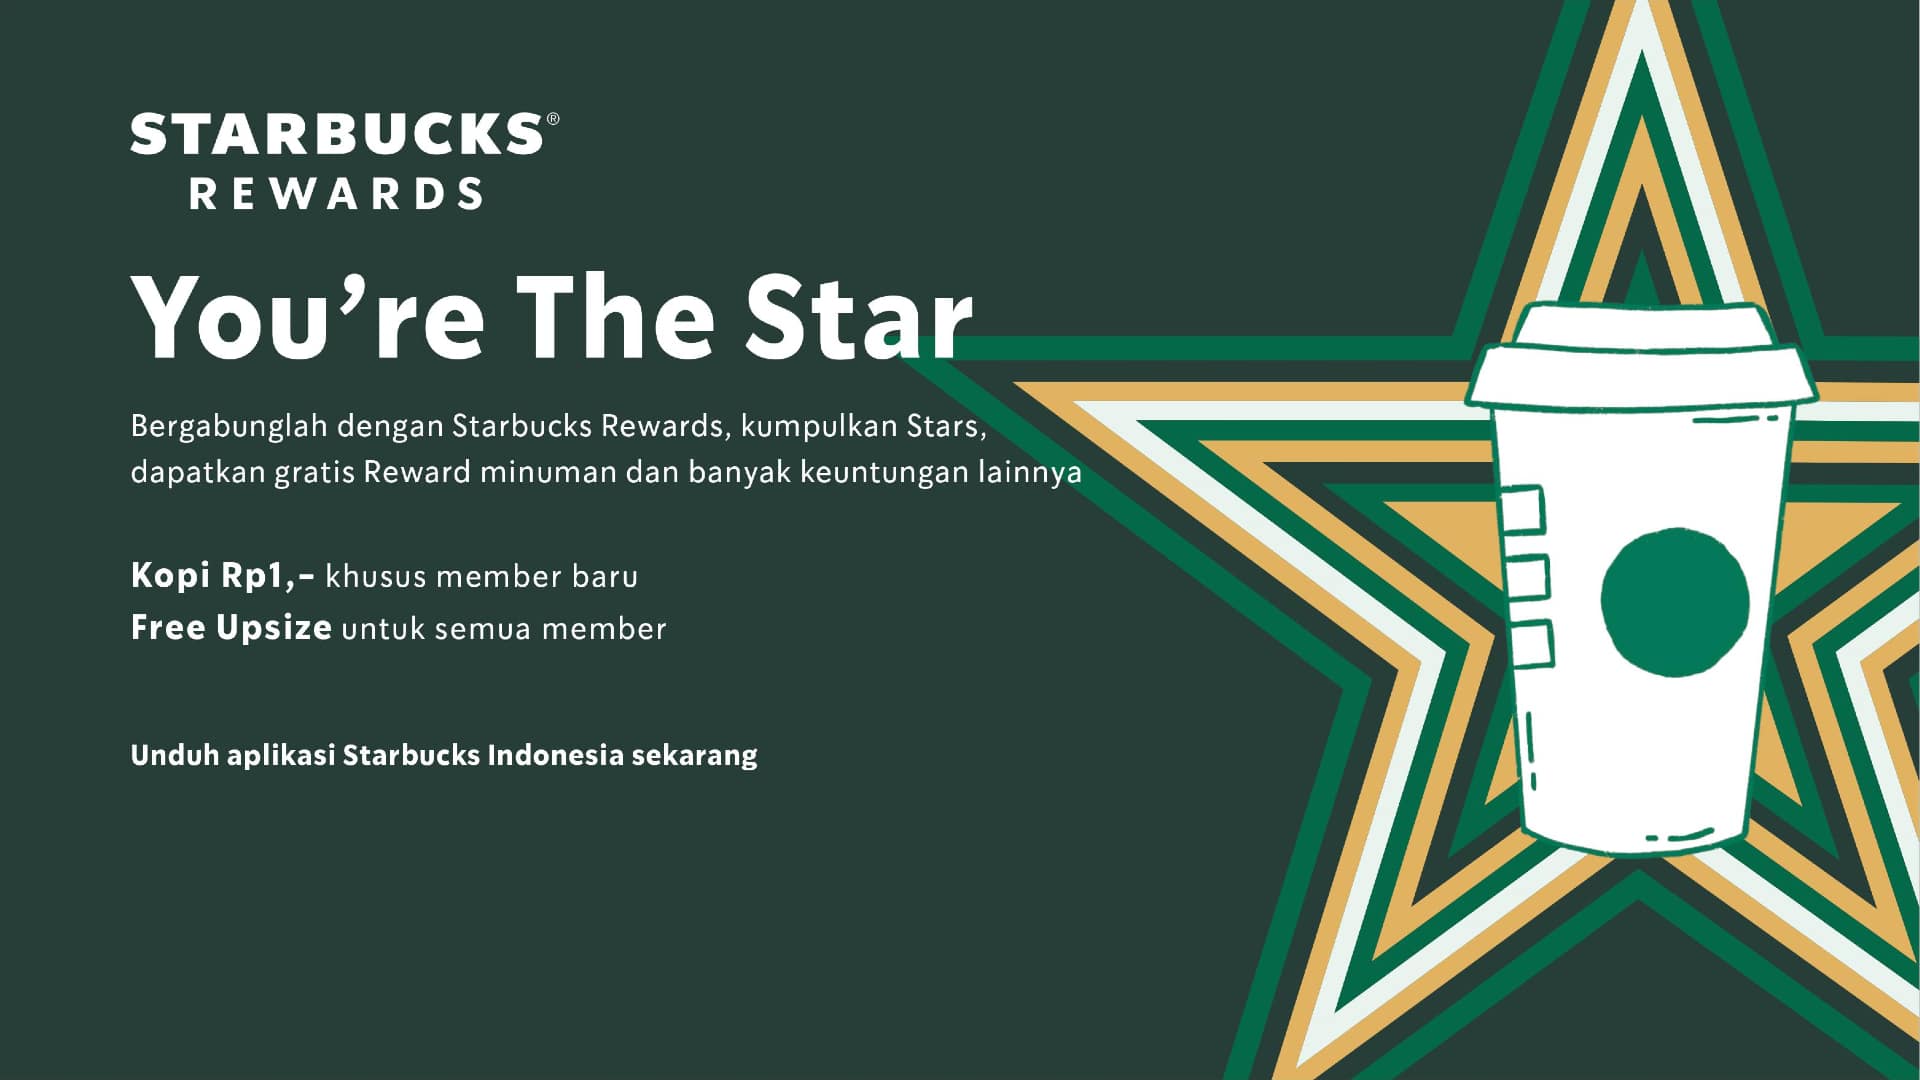 STARBUCKS®
REWARDS
You’re The Star
Bergabunglah dengan Starbucks Rewards, kumpulkan Stars,
dapatkan gratis Reward minuman dan banyak keuntungan lainnya
Kopi Rp1,– khusus member baru
Free Upsize untuk semua member
Unduh aplikasi Starbucks Indonesia sekarang